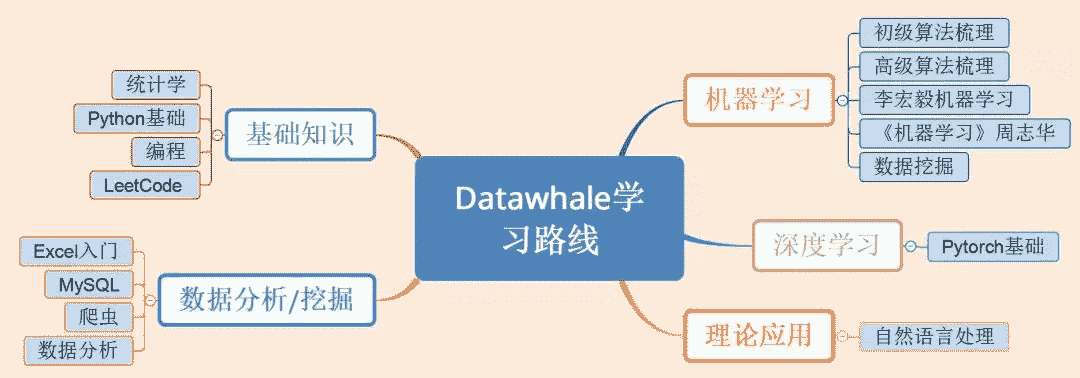 Datawhale学
习路线
基础知识
统计学
Python基础
编程
LeetCode
数据分析/挖掘
Excel入门
MySQL
爬虫
数据分析
机器学习
初级算法梳理
高级算法梳理
李宏毅机器学习
《机器学习》周志华
数据挖掘
深度学习
Pytorch基础
理论应用
自然语言处理